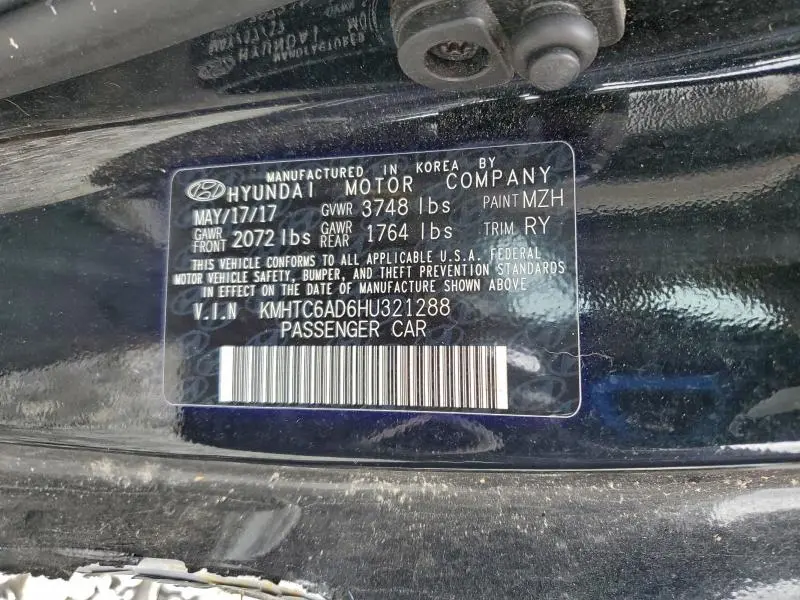 MANUFACTURED IN KOREA BY
HYUNDAI MOTOR COMPANY
MAY/17/17 GVWR 3748 lbs PAINT MZH
GAWR FRONT 2072 lbs GAWR REAR 1764 lbs TRIM RY
THIS VEHICLE CONFORMS TO ALL APPLICABLE U.S.A. FEDERAL
MOTOR VEHICLE SAFETY, BUMPER, AND THEFT PREVENTION STANDARDS
IN EFFECT ON THE DATE OF MANUFACTURE SHOWN ABOVE
V.I.N KMHTC6AD6HU321288
PASSENGER CAR